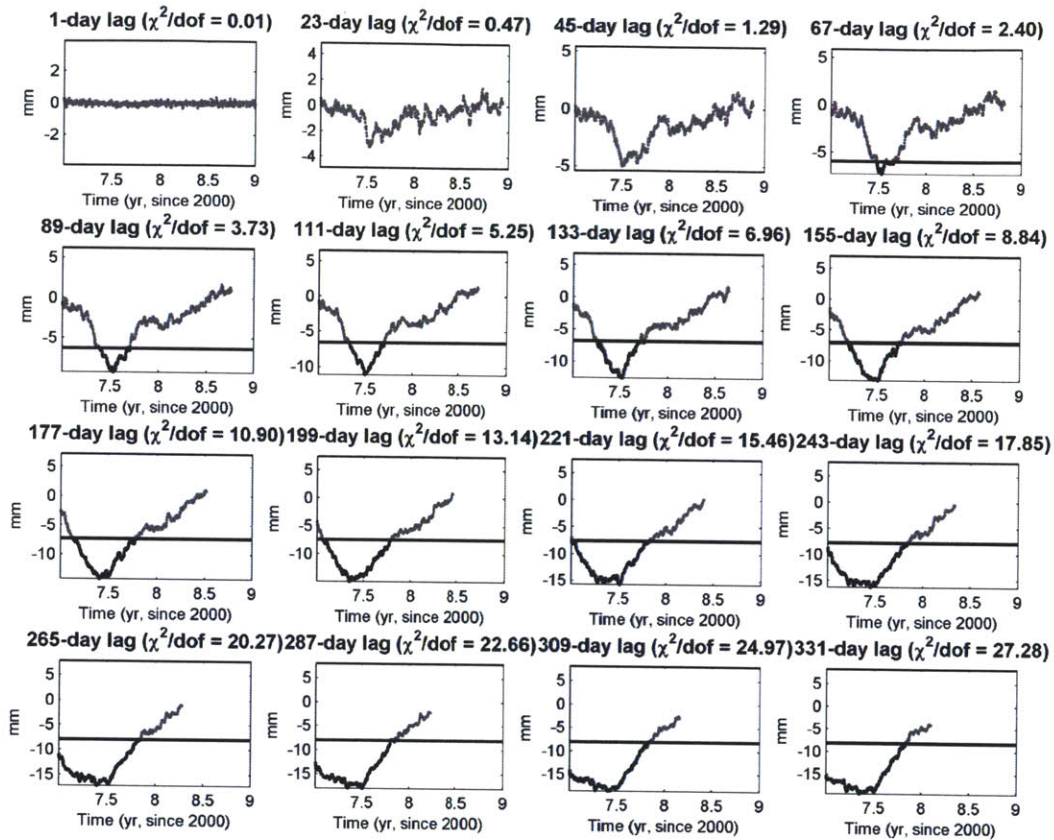 1-day lag (χ²/dof = 0.01) 23-day lag (χ²/dof = 0.47) 45-day lag (χ²/dof = 1.29) 67-day lag (χ²/dof = 2.40)
mm 2 0 -2 mm 4 2 0 -2 -4 mm 5 0 -5 mm 5 0 -5
7.5 8 8.5 9 7.5 8 8.5 9 7.5 8 8.5 9 7.5 8 8.5 9
Time (yr, since 2000) Time (yr, since 2000) Time (yr, since 2000) Time (yr, since 2000)
89-day lag (χ²/dof = 3.73) 111-day lag (χ²/dof = 5.25) 133-day lag (χ²/dof = 6.96) 155-day lag (χ²/dof = 8.84)
mm 5 0 -5 mm 5 0 -5 -10 mm 5 0 -5 -10 mm 5 0 -5 -10
7.5 8 8.5 9 7.5 8 8.5 9 7.5 8 8.5 9 7.5 8 8.5 9
Time (yr, since 2000) Time (yr, since 2000) Time (yr, since 2000) Time (yr, since 2000)
177-day lag (χ²/dof = 10.90) 199-day lag (χ²/dof = 13.14) 221-day lag (χ²/dof = 15.46) 243-day lag (χ²/dof = 17.85)
mm 5 0 -5 -10 mm 5 0 -5 -10 mm 5 0 -5 -10 -15 mm 5 0 -5 -10 -15
7.5 8 8.5 9 7.5 8 8.5 9 7.5 8 8.5 9 7.5 8 8.5 9
Time (yr, since 2000) Time (yr, since 2000) Time (yr, since 2000) Time (yr, since 2000)
265-day lag (χ²/dof = 20.27) 287-day lag (χ²/dof = 22.66) 309-day lag (χ²/dof = 24.97) 331-day lag (χ²/dof = 27.28)
mm 5 0 -5 -10 -15 mm 5 0 -5 -10 -15 mm 5 0 -5 -10 -15 mm 5 0 -5 -10 -15
7.5 8 8.5 9 7.5 8 8.5 9 7.5 8 8.5 9 7.5 8 8.5 9
Time (yr, since 2000) Time (yr, since 2000) Time (yr, since 2000) Time (yr, since 2000)